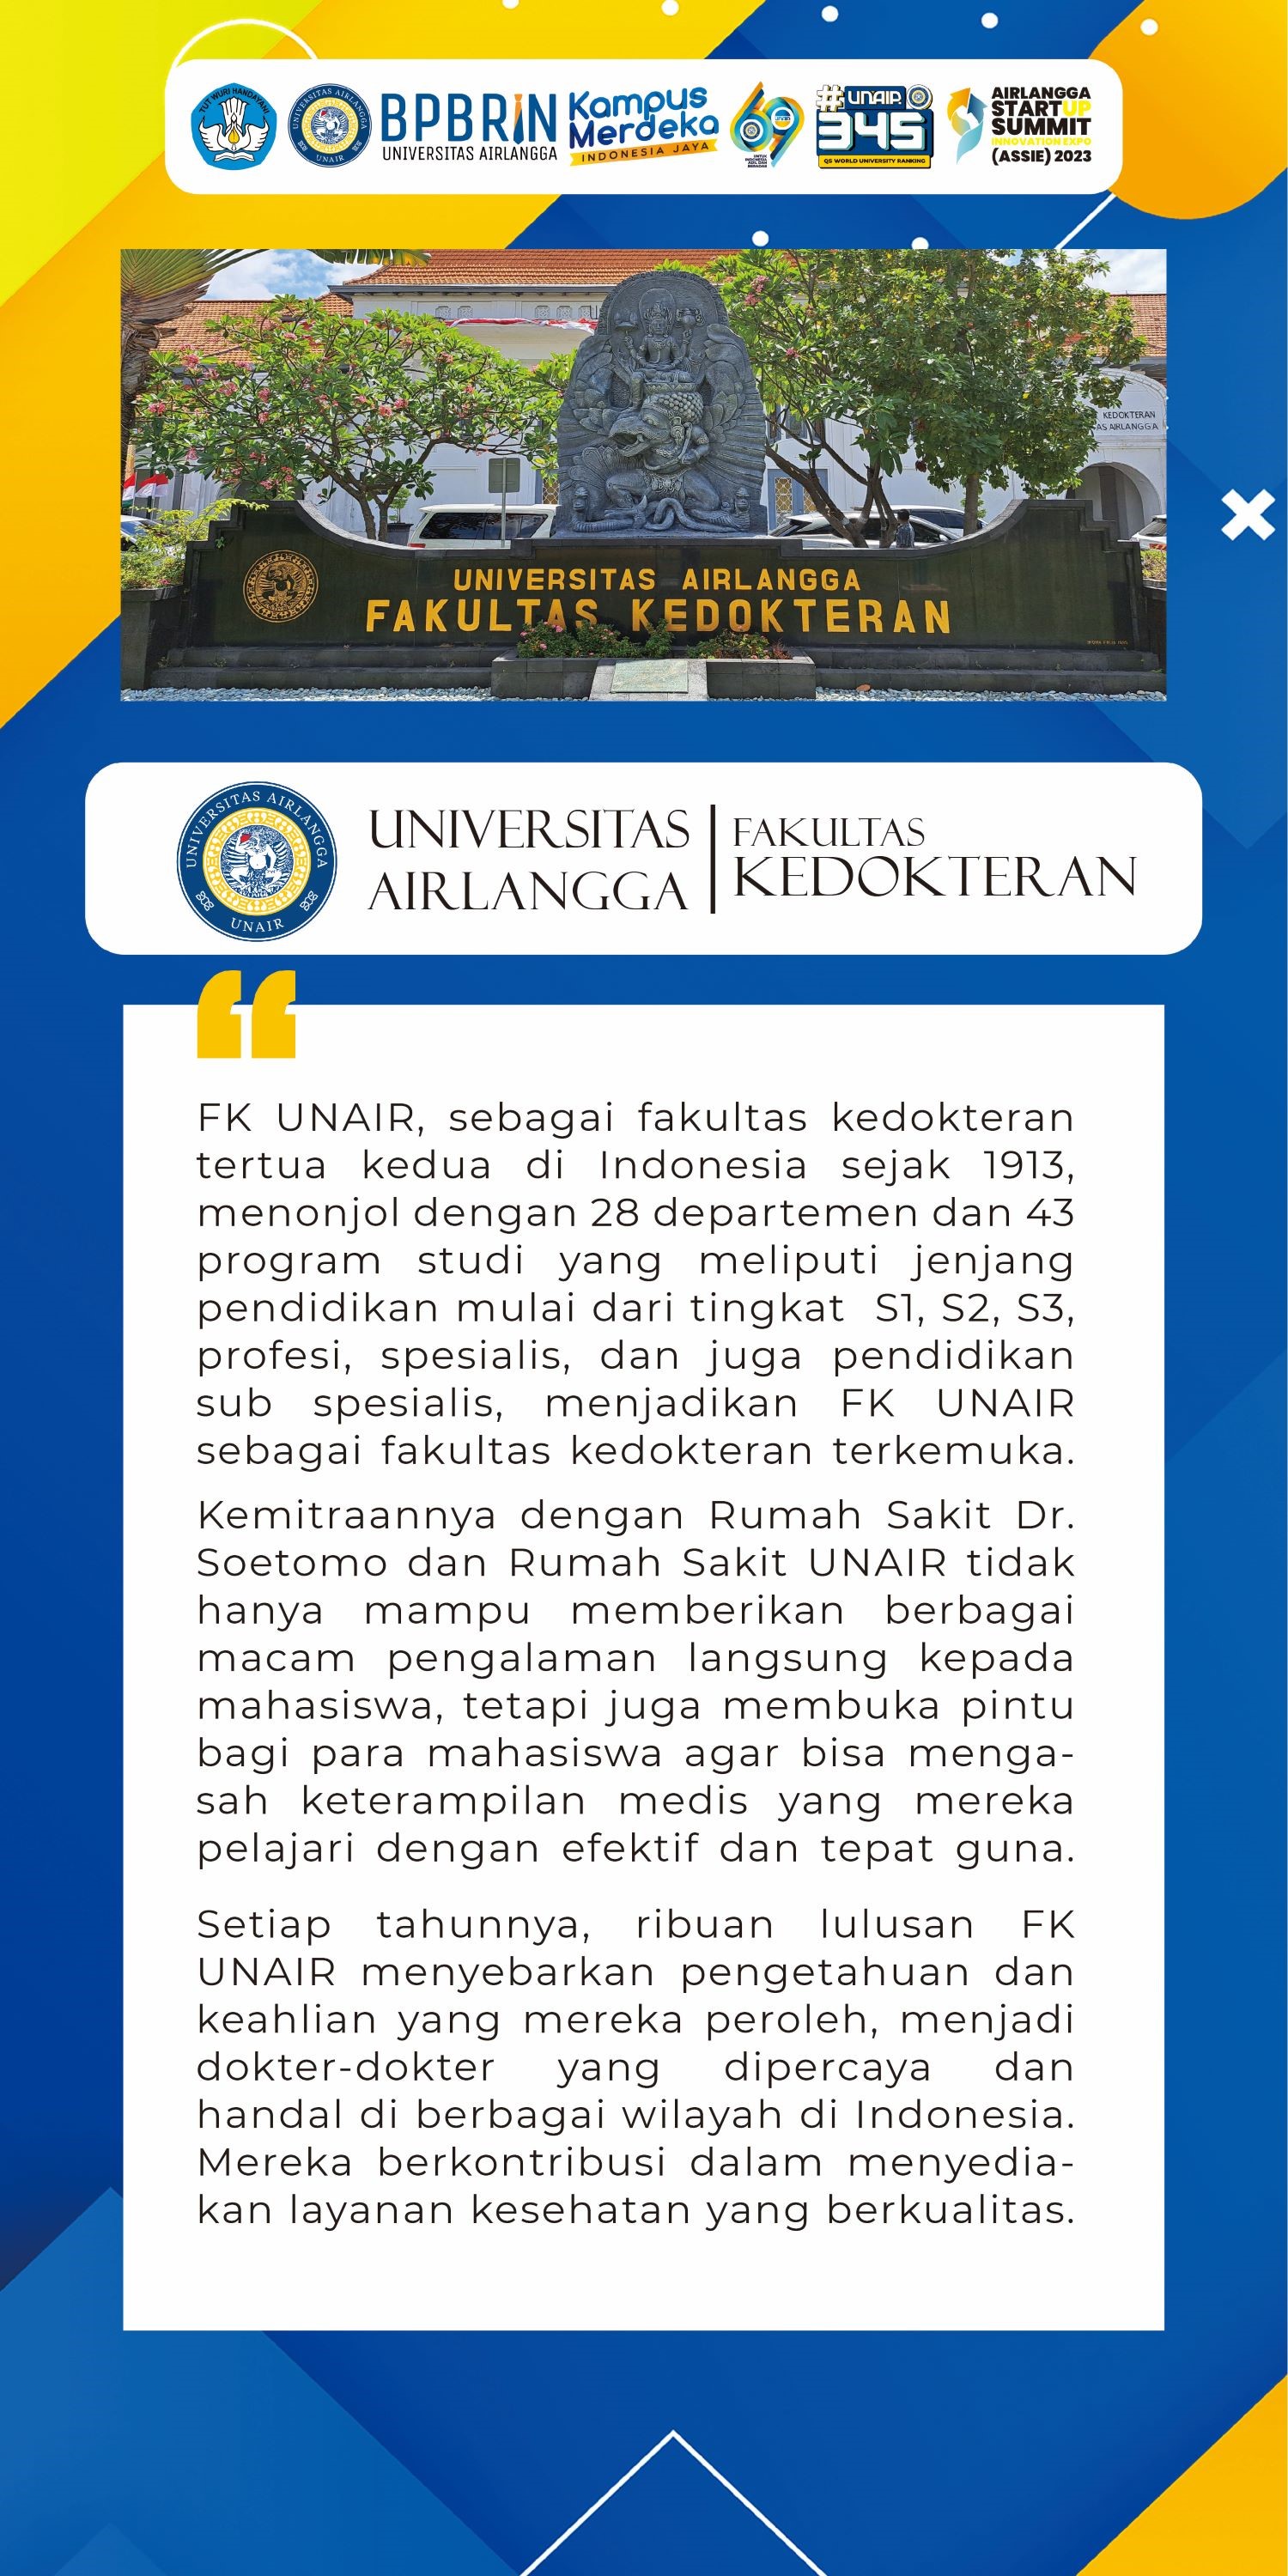 TUT WURI HANDAYANI
UNIVERSITAS AIRLANGGA
UNAIR
BPBRIN
UNIVERSITAS AIRLANGGA
Kampus
Merdeka
INDONESIA JAYA
69
#UNAIR
345
QS WORLD UNIVERSITY RANKING
AIRLANGGA
STARTUP
SUMMIT
INNOVATION EXPO
(ASSIE) 2023
KEDOKTERAN
AS AIRLANGGA
UNIVERSITAS AIRLANGGA
FAKULTAS KEDOKTERAN
UNIVERSITAS AIRLANGGA
UNAIR
UNIVERSITAS
AIRLANGGA
FAKULTAS
KEDOKTERAN
FK UNAIR, sebagai fakultas kedokteran
tertua kedua di Indonesia sejak 1913,
menonjol dengan 28 departemen dan 43
program studi yang meliputi jenjang
pendidikan mulai dari tingkat S1, S2, S3,
profesi, spesialis, dan juga pendidikan
sub spesialis, menjadikan FK UNAIR
sebagai fakultas kedokteran terkemuka.
Kemitraannya dengan Rumah Sakit Dr.
Soetomo dan Rumah Sakit UNAIR tidak
hanya mampu memberikan berbagai
macam pengalaman langsung kepada
mahasiswa, tetapi juga membuka pintu
bagi para mahasiswa agar bisa menga-
sah keterampilan medis yang mereka
pelajari dengan efektif dan tepat guna.
Setiap tahunnya, ribuan lulusan FK
UNAIR menyebarkan pengetahuan dan
keahlian yang mereka peroleh, menjadi
dokter-dokter yang dipercaya dan
handal di berbagai wilayah di Indonesia.
Mereka berkontribusi dalam menyedia-
kan layanan kesehatan yang berkualitas.